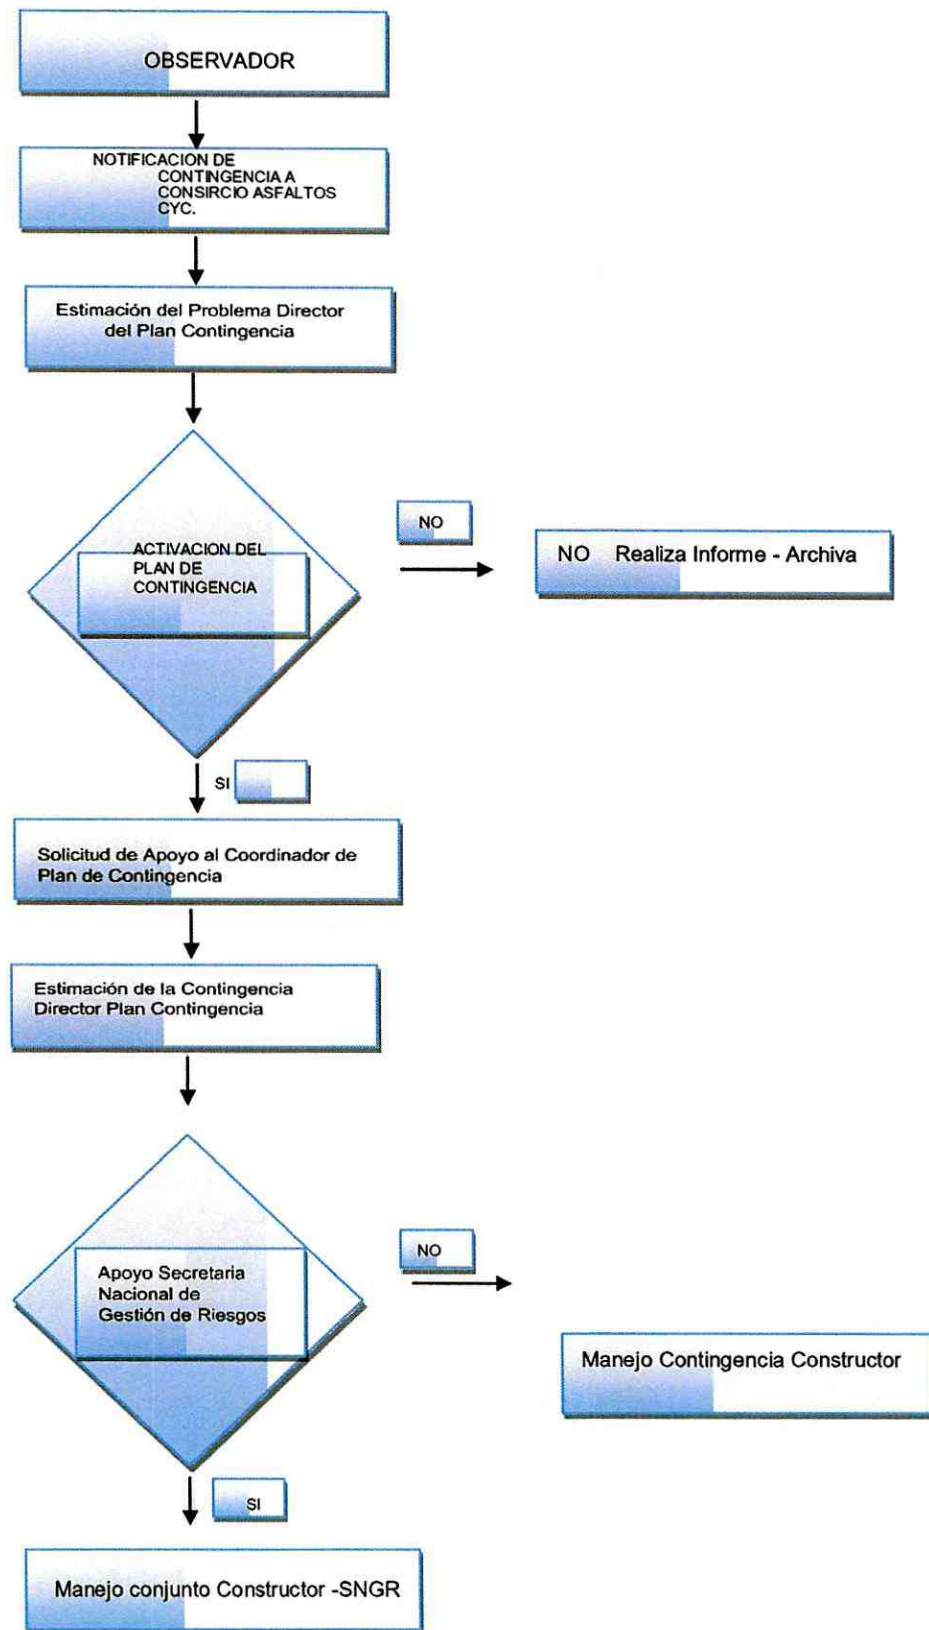 OBSERVADOR
NOTIFICACION DE
CONTINGENCIA A
CONSIRCIO ASFALTOS
CYC.
Estimación del Problema Director
del Plan Contingencia
ACTIVACION DEL
PLAN DE
CONTINGENCIA
NO
NO Realiza Informe - Archiva
SI
Solicitud de Apoyo al Coordinador de
Plan de Contingencia
Estimación de la Contingencia
Director Plan Contingencia
Apoyo Secretaria
Nacional de
Gestión de Riesgos
NO
Manejo Contingencia Constructor
SI
Manejo conjunto Constructor -SNGR